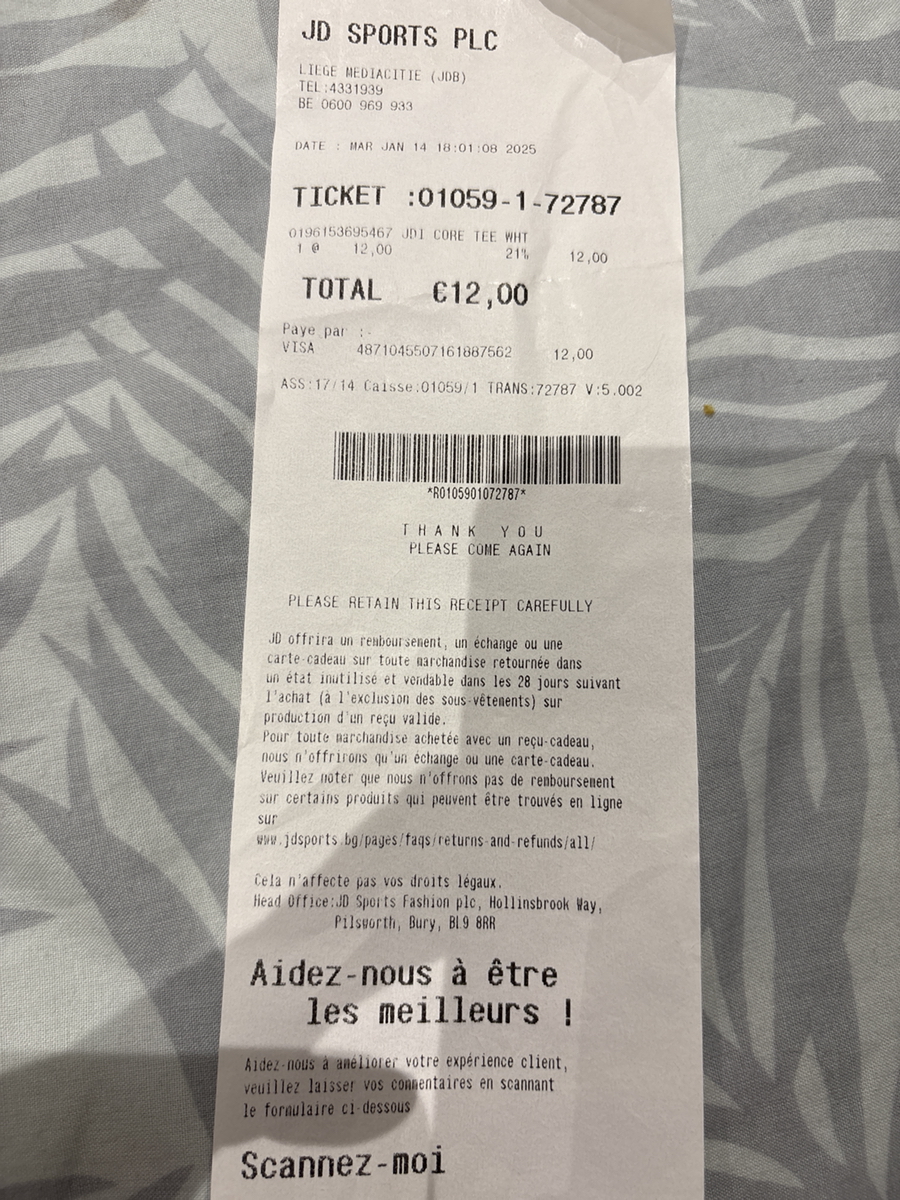 JD SPORTS PLC
LIEGE MEDIACITIE (JDB)
TEL:4331939
BE 0600 969 933
DATE : MAR JAN 14 18:01:08 2025
TICKET :01059-1-72787
0196153695467 JDI CORE TEE WHT
1 @ 12,00 21% 12,00
TOTAL €12,00
Paye par :-
VISA 4871045507161887562 12,00
ASS:17/14 Caisse:01059/1 TRANS:72787 V:5.002
*R0105901072787*
THANK YOU
PLEASE COME AGAIN
PLEASE RETAIN THIS RECEIPT CAREFULLY
JD offrira un remboursement, un échange ou une
carte-cadeau sur toute marchandise retournée dans
un état inutilisé et vendable dans les 28 jours suivant
l'achat (à l'exclusion des sous-vêtements) sur
production d'un reçu valide.
Pour toute marchandise achetée avec un reçu-cadeau,
nous n'offrirons qu'un échange ou une carte-cadeau.
Veuillez noter que nous n'offrons pas de remboursement
sur certains produits qui peuvent être trouvés en ligne
sur
www.jdsports.bg/pages/faqs/returns-and-refunds/all/
Cela n'affecte pas vos droits légaux.
Head Office:JD Sports Fashion plc, Hollinsbrook Way,
Pilsworth, Bury, BL9 8RR
Aidez-nous à être
les meilleurs !
Aidez-nous à améliorer votre expérience client,
veuillez laisser vos commentaires en scannant
le formulaire ci-dessous
Scannez-moi